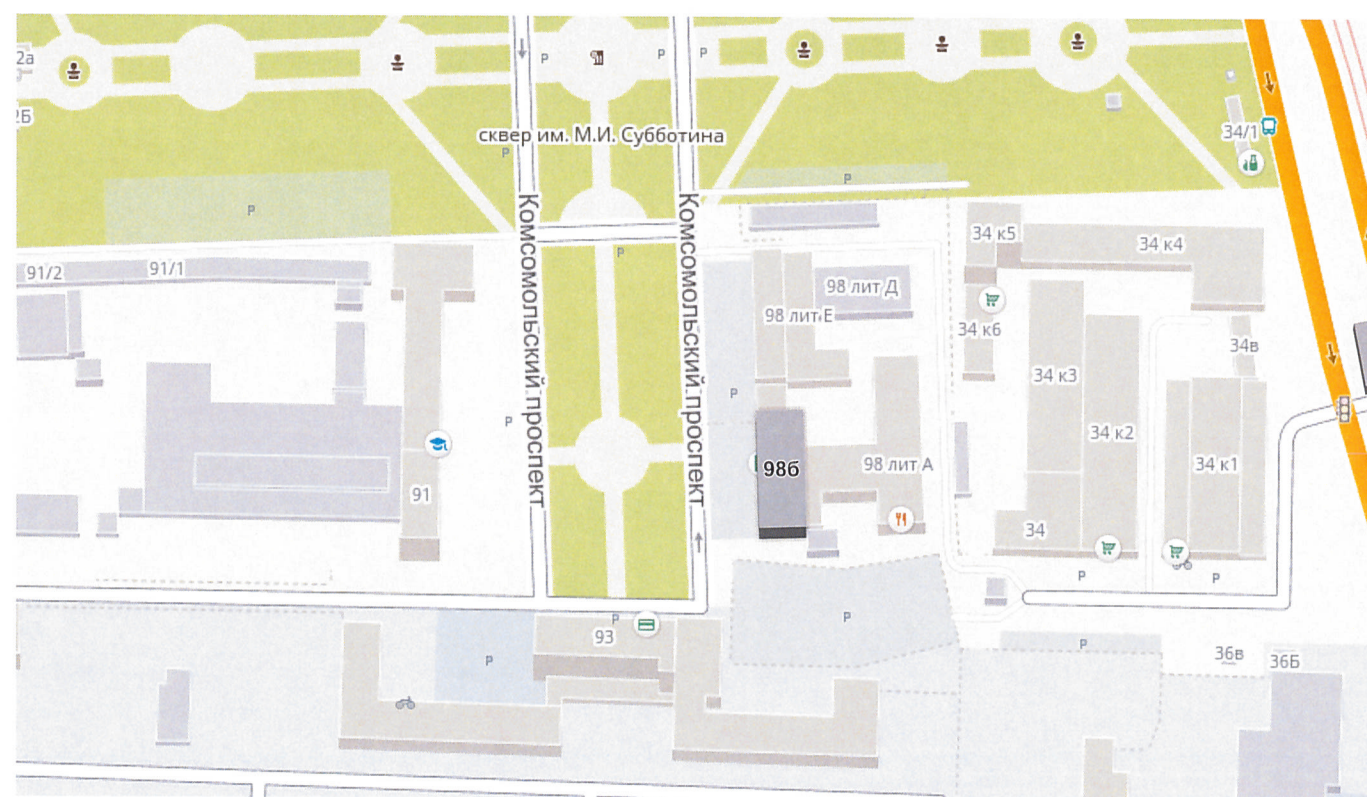 2а
Р
Р
Р
2Б
34/1
сквер им. М.И. Субботина
Р
Р
Р
Р
Комсомольский проспект
Комсомольский проспект
34 к5
34 к4
91/2
91/1
Р
98 лит Д
98 лит Е
34 к6
34в
34 к3
Р
Р
34 к2
98б
98 лит А
34 к1
91
34
Р
Р
Р
Р
93
Р
Р
36в
36Б